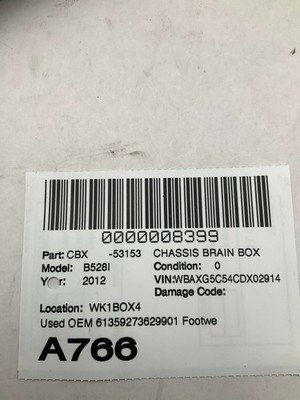 0000008399
Part: CBX -53153 CHASSIS BRAIN BOX
Model: B528I Condition: 0
Year: 2012 VIN:WBAXG5C54CDX02914
Damage Code:
Location: WK1BOX4
Used OEM 61359273629901 Footwe
A766